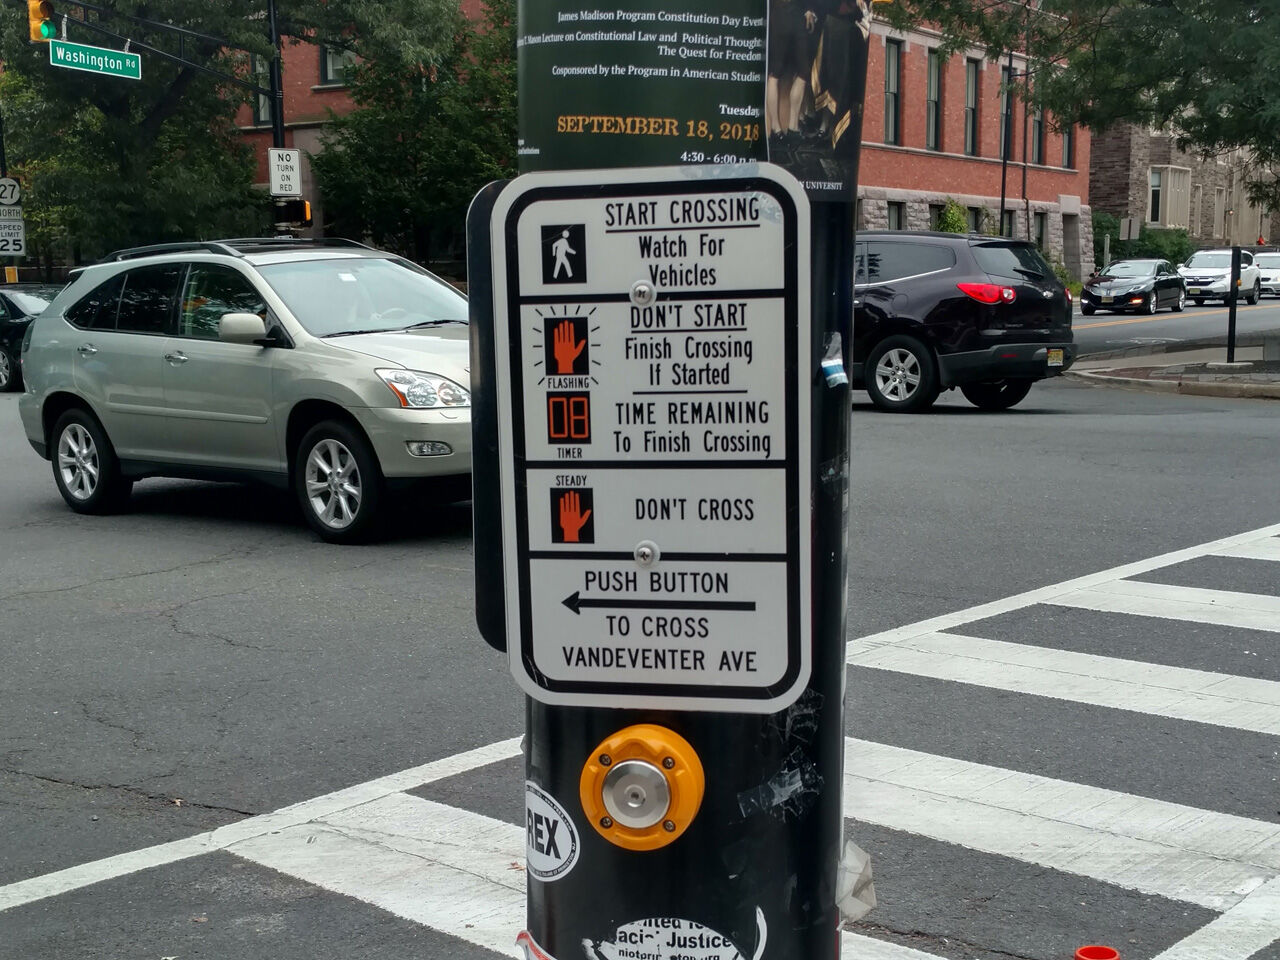 James Madison Program Constitution Day Event
Lecture on Constitutional Law and Political Thought
The Quest for Freedom
Cosponsored by the Program in American Studies
Tuesday,
SEPTEMBER 18, 2018
4:30 - 6:00 p.m.
UNIVERSITY
Washington Rd
NO
TURN
ON
RED
27
NORTH
SPEED
LIMIT
25
START CROSSING
Watch For
Vehicles
DON'T START
Finish Crossing
If Started
FLASHING
08
TIME REMAINING
To Finish Crossing
TIMER
STEADY
DON'T CROSS
PUSH BUTTON
TO CROSS
VANDEVENTER AVE
REX
Justice